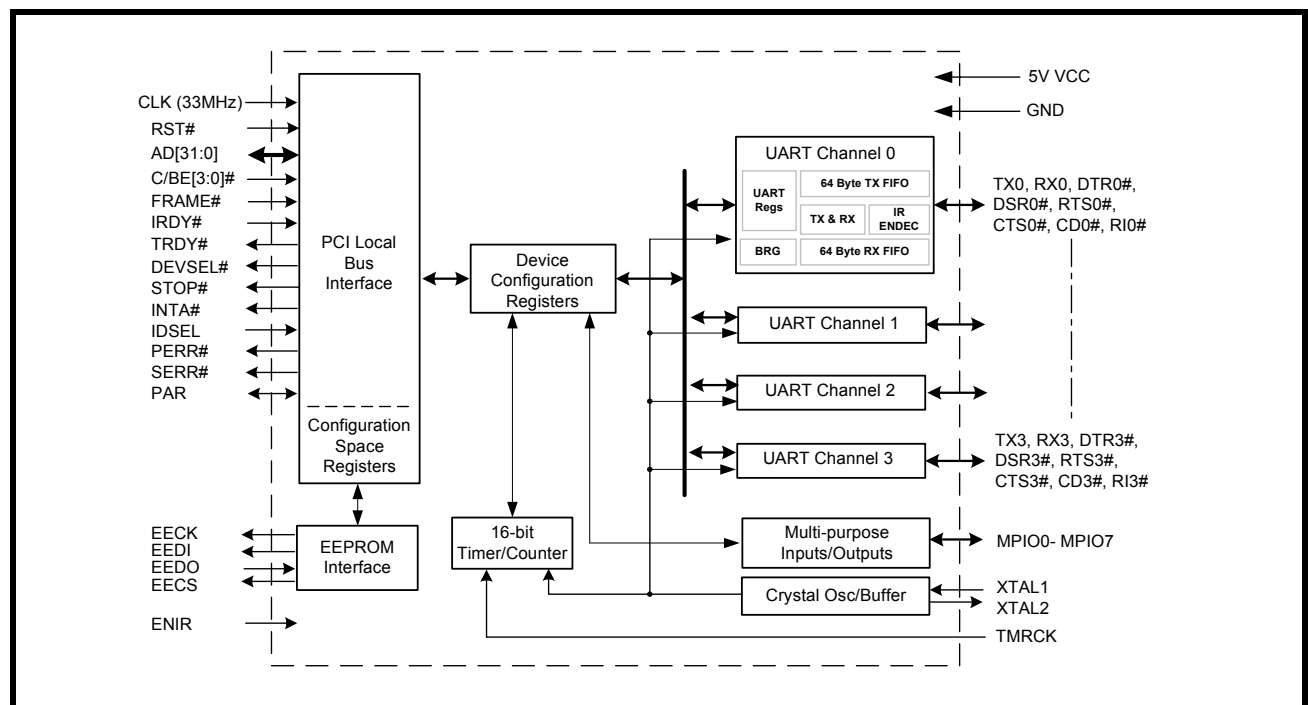 CLK (33MHz)
RST#
AD[31:0]
C/BE[3:0]#
FRAME#
IRDY#
TRDY#
DEVSEL#
STOP#
INTA#
IDSEL
PERR#
SERR#
PAR
EECK
EEDI
EEDO
EECS
ENIR
PCI Local
Bus
Interface
Configuration
Space
Registers
EEPROM
Interface
Device
Configuration
Registers
16-bit
Timer/Counter
UART Channel 0
UART
Regs
64 Byte TX FIFO
TX & RX
IR
ENDEC
BRG
64 Byte RX FIFO
UART Channel 1
UART Channel 2
UART Channel 3
Multi-purpose
Inputs/Outputs
Crystal Osc/Buffer
5V VCC
GND
TX0, RX0, DTR0#,
DSR0#, RTS0#,
CTS0#, CD0#, RI0#
TX3, RX3, DTR3#,
DSR3#, RTS3#,
CTS3#, CD3#, RI3#
MPIO0- MPIO7
XTAL1
XTAL2
TMRCK